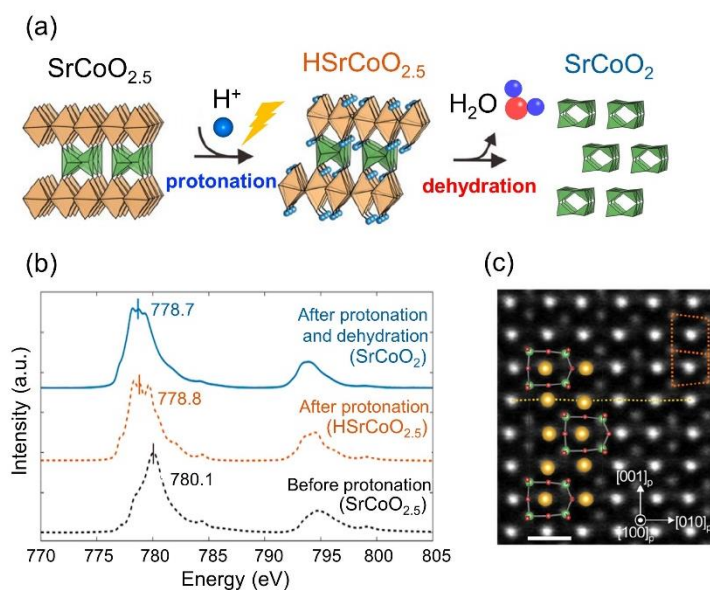 (a)
SrCoO2.5
HSrCoO2.5
SrCoO2
H+
H2O
protonation
dehydration
(b)
(c)
Intensity (a.u.)
778.7
After protonation
and dehydration
(SrCoO2)
778.8
After protonation
(HSrCoO2.5)
780.1
Before protonation
(SrCoO2.5)
770 775 780 785 790 795 800 805
Energy (eV)
[001]p
[100]p
[010]p